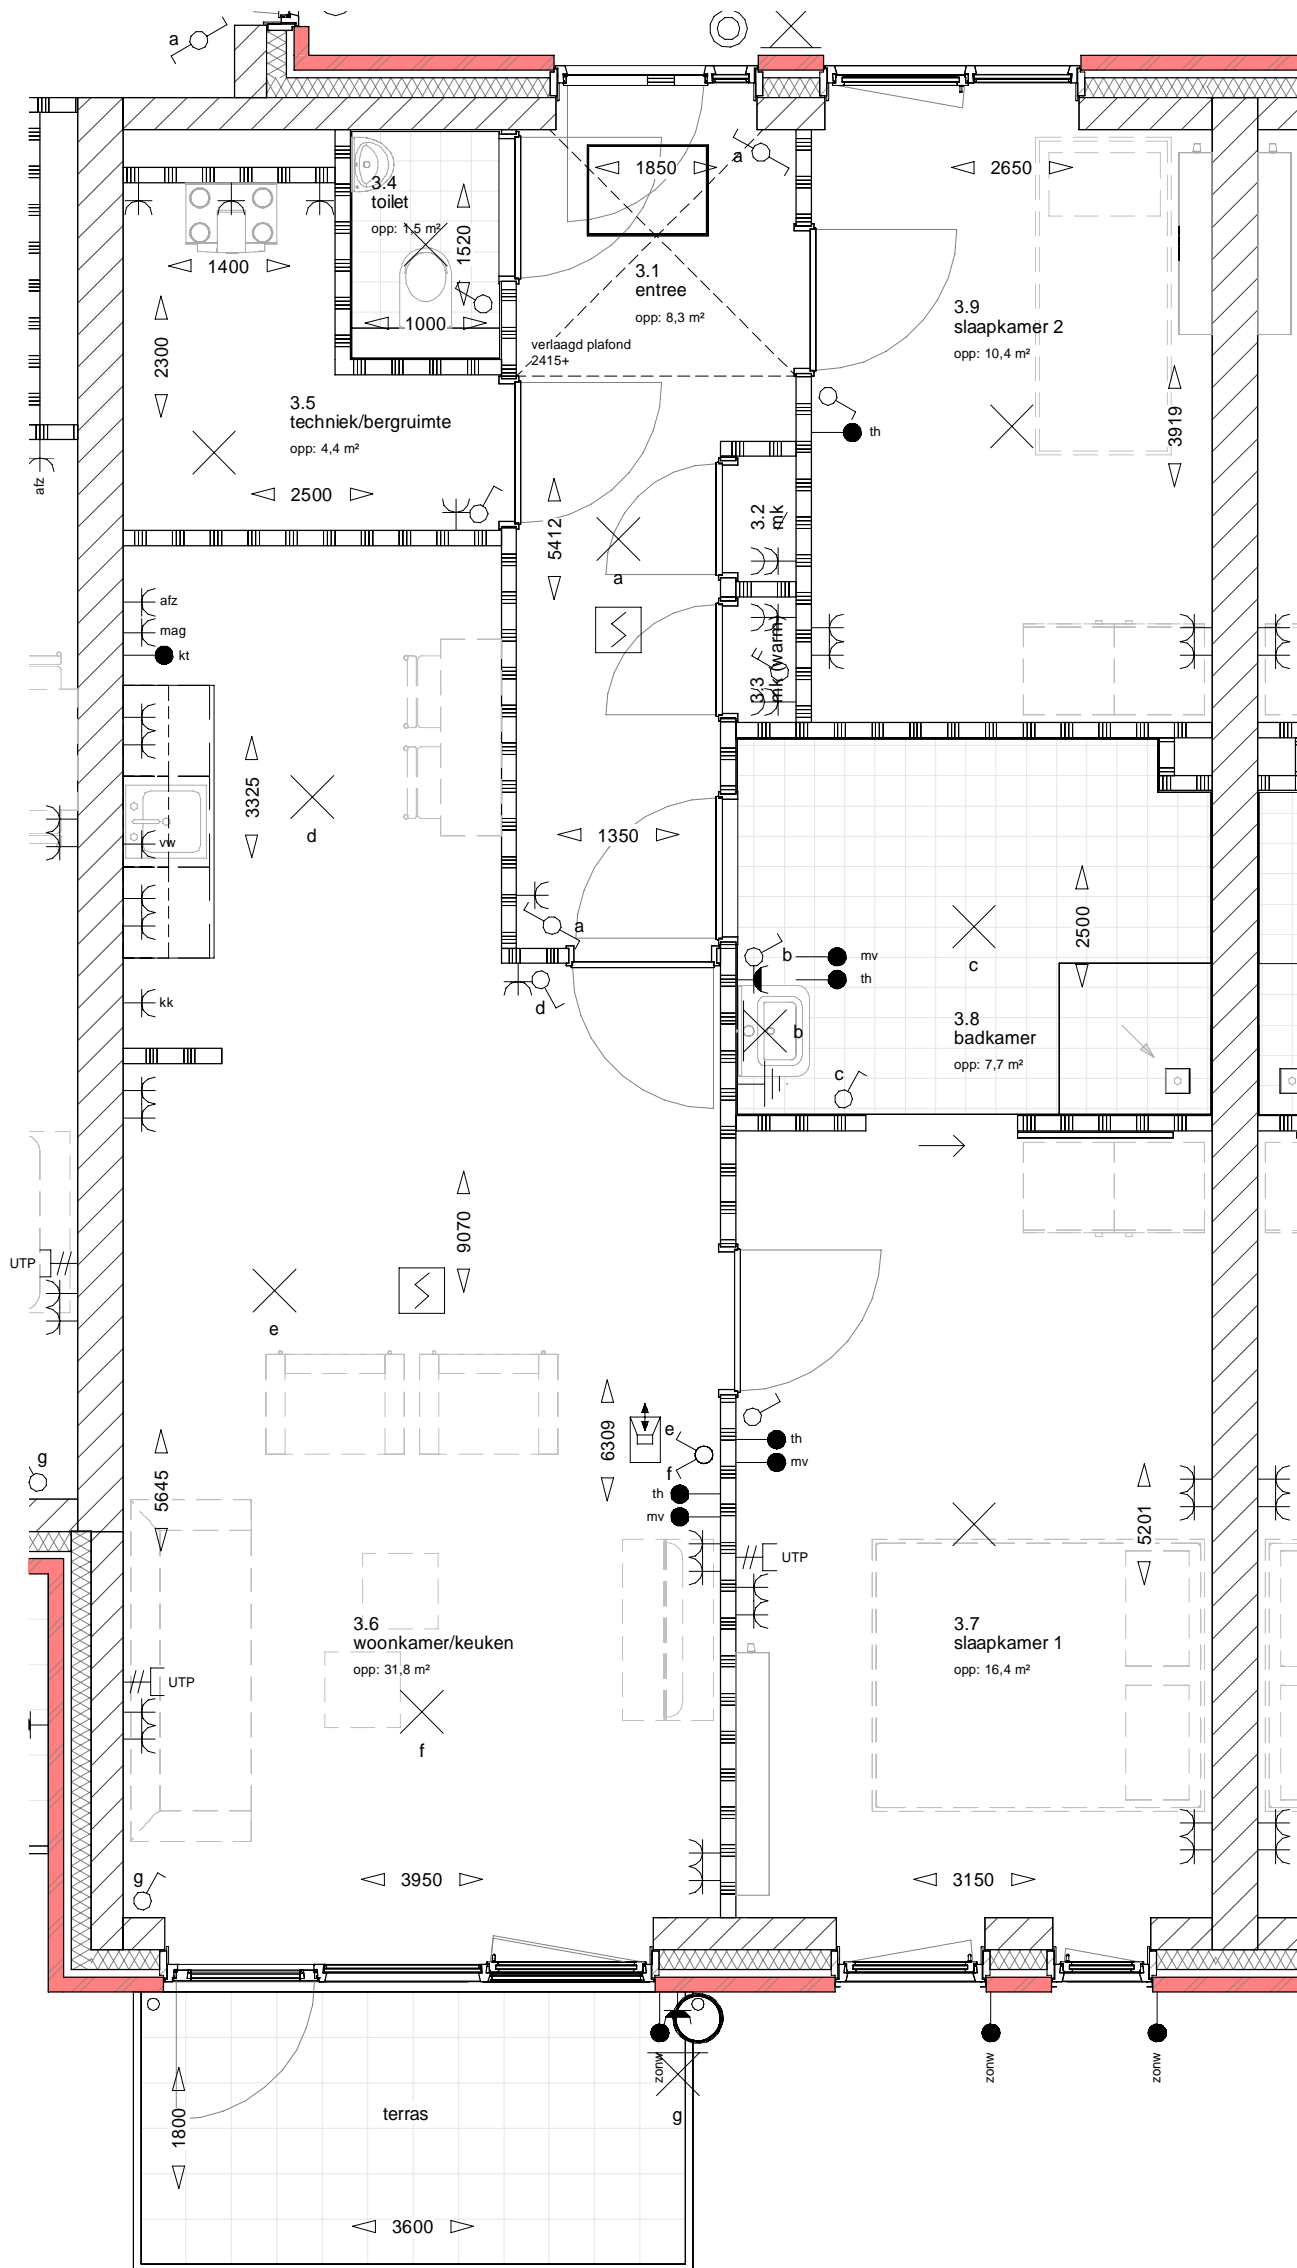 a
3.4
toilet
opp: 1,5 m²
1520
1000
1850
a
2650
1400
2300
3.1
entree
opp: 8,3 m²
verlaagd plafond
2415+
3.9
slaapkamer 2
opp: 10,4 m²
3919
th
3.5
techniek/bergruimte
opp: 4,4 m²
2500
afz
5412
a
3.2
mk
3.3
mk (warm)
afz
mag
kt
3325
d
vw
1350
a
d
kk
2500
c
b
mv
th
b
3.8
badkamer
opp: 7,7 m²
c
9070
UTP
e
6309
e
f
th
mv
th
mv
g
5645
5201
UTP
3.6
woonkamer/keuken
opp: 31,8 m²
3.7
slaapkamer 1
opp: 16,4 m²
UTP
f
g
3950
3150
zonw
zonw
zonw
g
terras
1800
3600